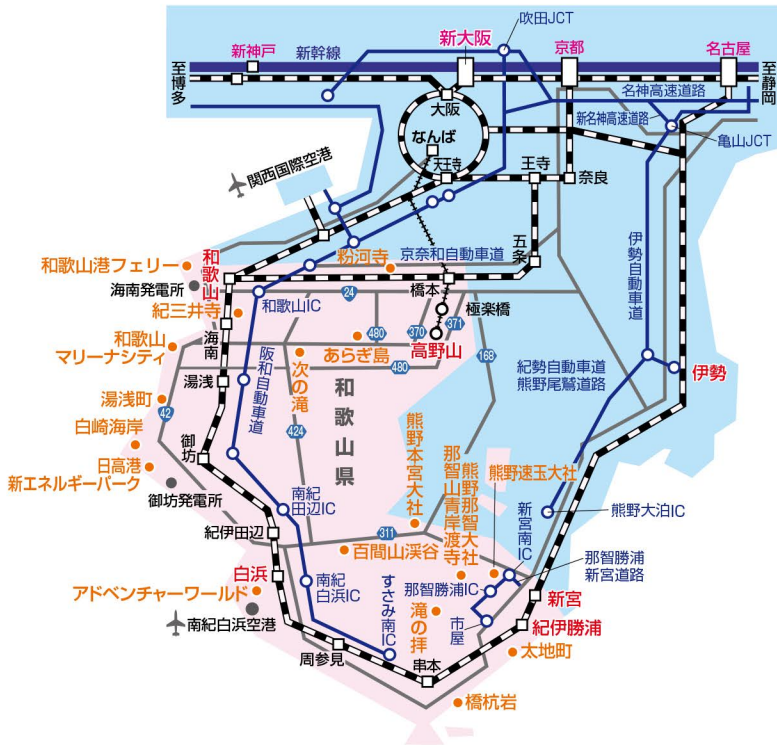 吹田JCT
新神戸
新幹線
新大阪
京都
名古屋
至博多
至静岡
大阪
名神高速道路
新名神高速道路
亀山JCT
なんば
天王寺
王寺
奈良
関西国際空港
五条
伊勢自動車道
和歌山港フェリー
和歌山
粉河寺
京奈和自動車道
海南発電所
橋本
和歌山IC
24
極楽橋
紀三井寺
海南
480
370
371
和歌山
マリーナシティ
あらぎ島
高野山
168
阪和自動車道
次の滝
480
紀勢自動車道
熊野尾鷲道路
伊勢
湯浅
湯浅町
42
和歌山県
白崎海岸
424
御坊
日高港
新エネルギーパーク
御坊発電所
熊野本宮大社
那智山青岸渡寺
熊野那智大社
熊野速玉大社
南紀
田辺IC
新宮南IC
熊野大泊IC
紀伊田辺
311
百間山渓谷
那智勝浦
新宮道路
白浜
アドベンチャーワールド
南紀
白浜IC
すさみ南IC
那智勝浦IC
新宮
南紀白浜空港
滝の拝
市屋
紀伊勝浦
周参見
串本
太地町
橋杭岩